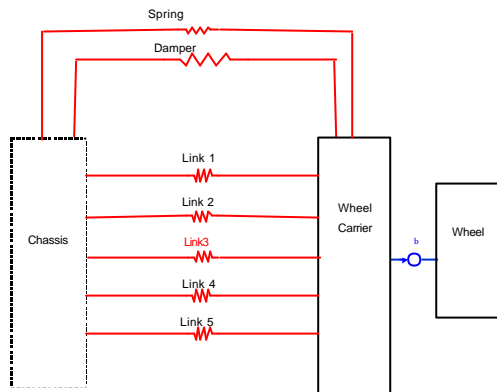 Spring
Damper
Link 1
Link 2
Link3
Link 4
Link 5
Chassis
Wheel
Carrier
b
Wheel